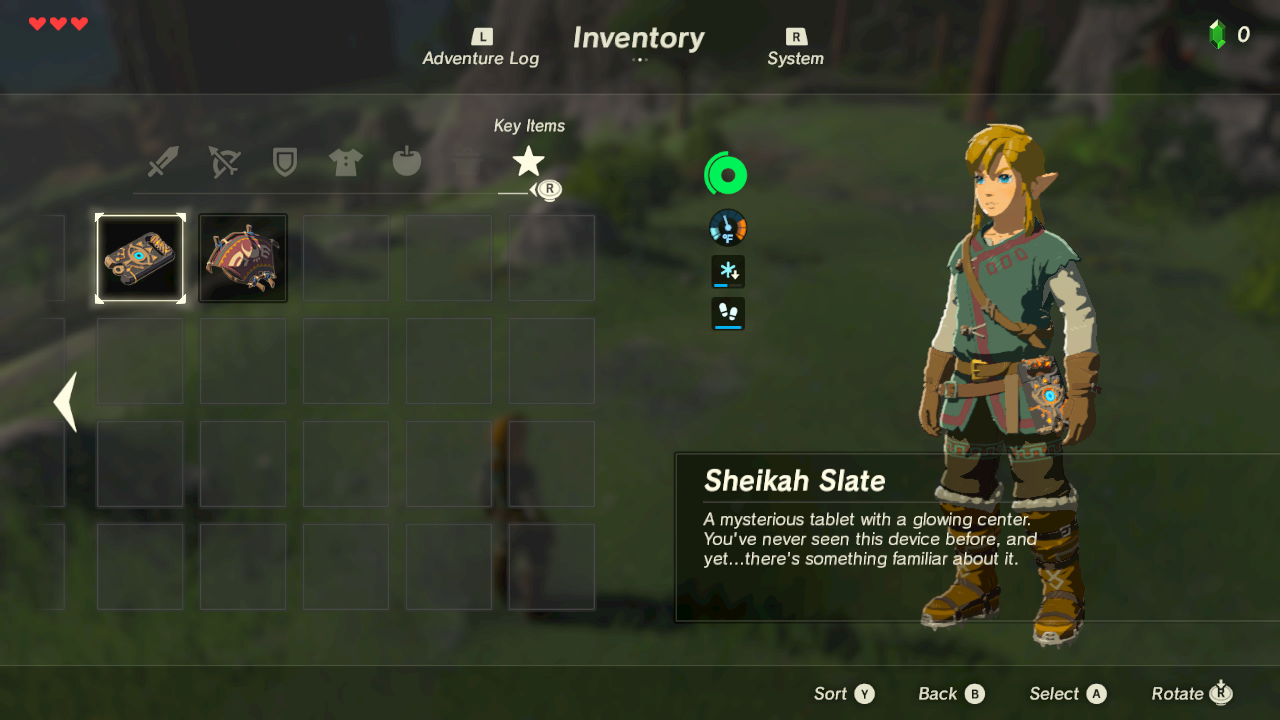 L
Adventure Log
Inventory
R
System
0
Key Items
R
°F
Sheikah Slate
A mysterious tablet with a glowing center.
You've never seen this device before, and
yet...there's something familiar about it.
Sort Y
Back B
Select A
Rotate R